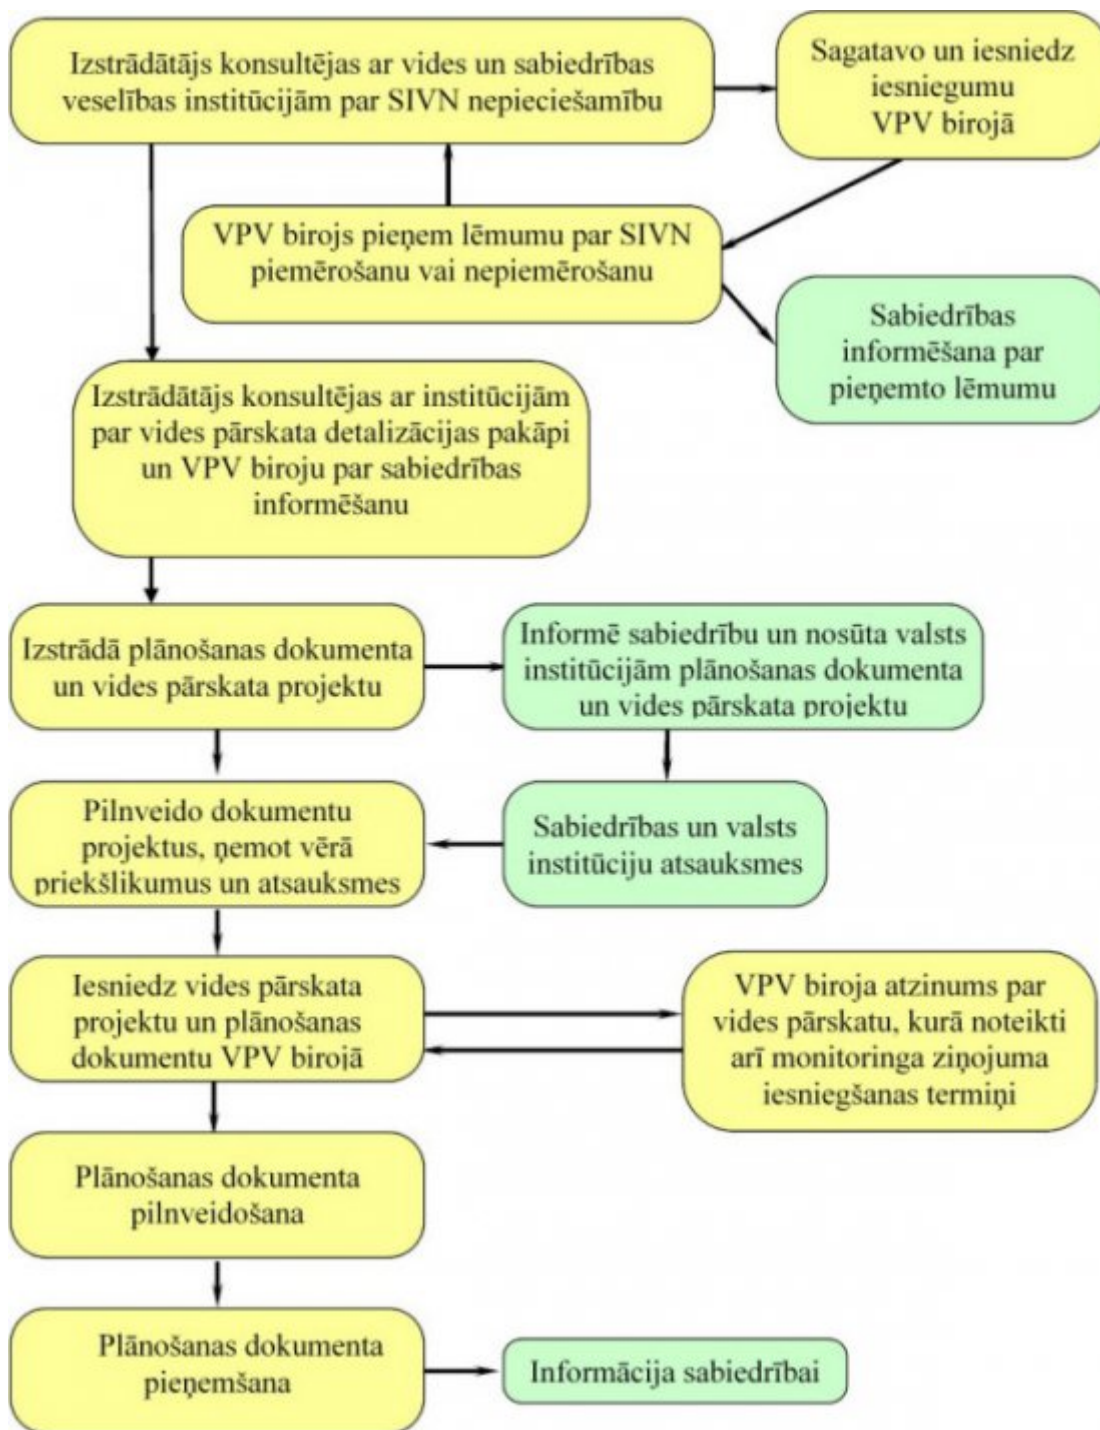 Izstrādātājs konsultējas ar vides un sabiedrības
veselības institūcijām par SIVN nepieciešamību
Sagatavo un iesniedz
iesniegumu
VPV birojā
VPV birojs pieņem lēmumu par SIVN
piemērošanu vai nepiemērošanu
Sabiedrības
informēšana par
pieņemto lēmumu
Izstrādātājs konsultējas ar institūcijām
par vides pārskata detalizācijas pakāpi
un VPV biroju par sabiedrības
informēšanu
Izstrādā plānošanas dokumenta
un vides pārskata projektu
Informē sabiedrību un nosūta valsts
institūcijām plānošanas dokumenta
un vides pārskata projektu
Pilnveido dokumentu
projektus, ņemot vērā
priekšlikumus un atsauksmes
Sabiedrības un valsts
institūciju atsauksmes
Iesniedz vides pārskata
projektu un plānošanas
dokumentu VPV birojā
VPV biroja atzinums par
vides pārskatu, kurā noteikti
arī monitoringa ziņojuma
iesniegšanas termiņi
Plānošanas dokumenta
pilnveidošana
Plānošanas dokumenta
pieņemšana
Informācija sabiedrībai